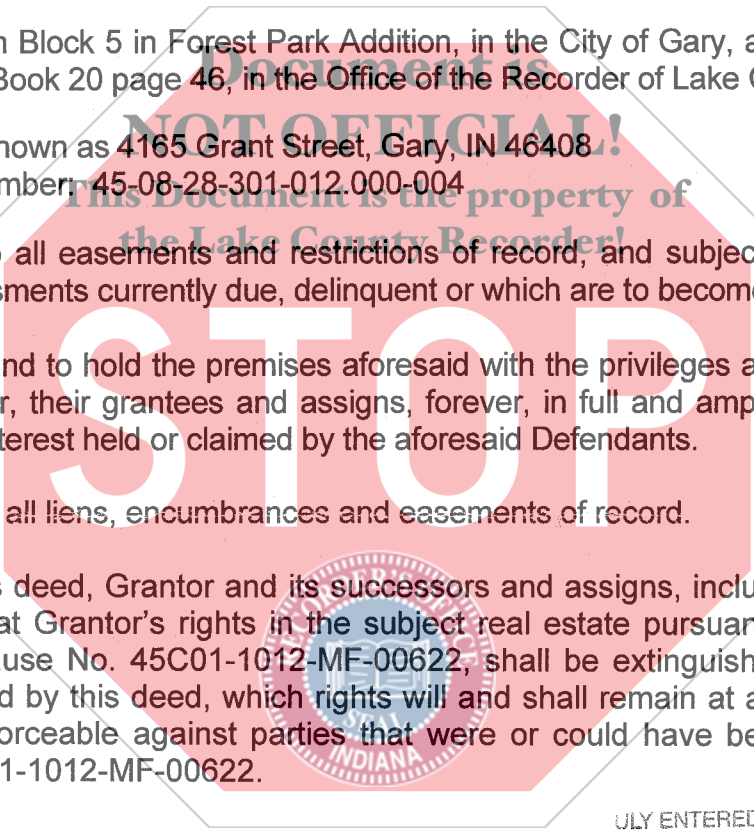 n Block 5 in Forest Park Addition, in the City of Gary, a
Book 20 page 46, in the Office of the Recorder of Lake C
Document is
NOT OFFICIAL!
This Document is the property of
the Lake County Recorder!
nown as 4165 Grant Street, Gary, IN 46408
mber: 45-08-28-301-012.000-004
o all easements and restrictions of record, and subjec
sments currently due, delinquent or which are to become
nd to hold the premises aforesaid with the privileges a
r, their grantees and assigns, forever, in full and amp
terest held or claimed by the aforesaid Defendants.
STOP
all liens, encumbrances and easements of record.
s deed, Grantor and its successors and assigns, inclu
at Grantor's rights in the subject real estate pursuan
use No. 45C01-1012-MF-00622, shall be extinguish
d by this deed, which rights will and shall remain at a
orceable against parties that were or could have be
1-1012-MF-00622.
RECORDER'S OFFICE
SEAL
INDIANA
ULY ENTERED